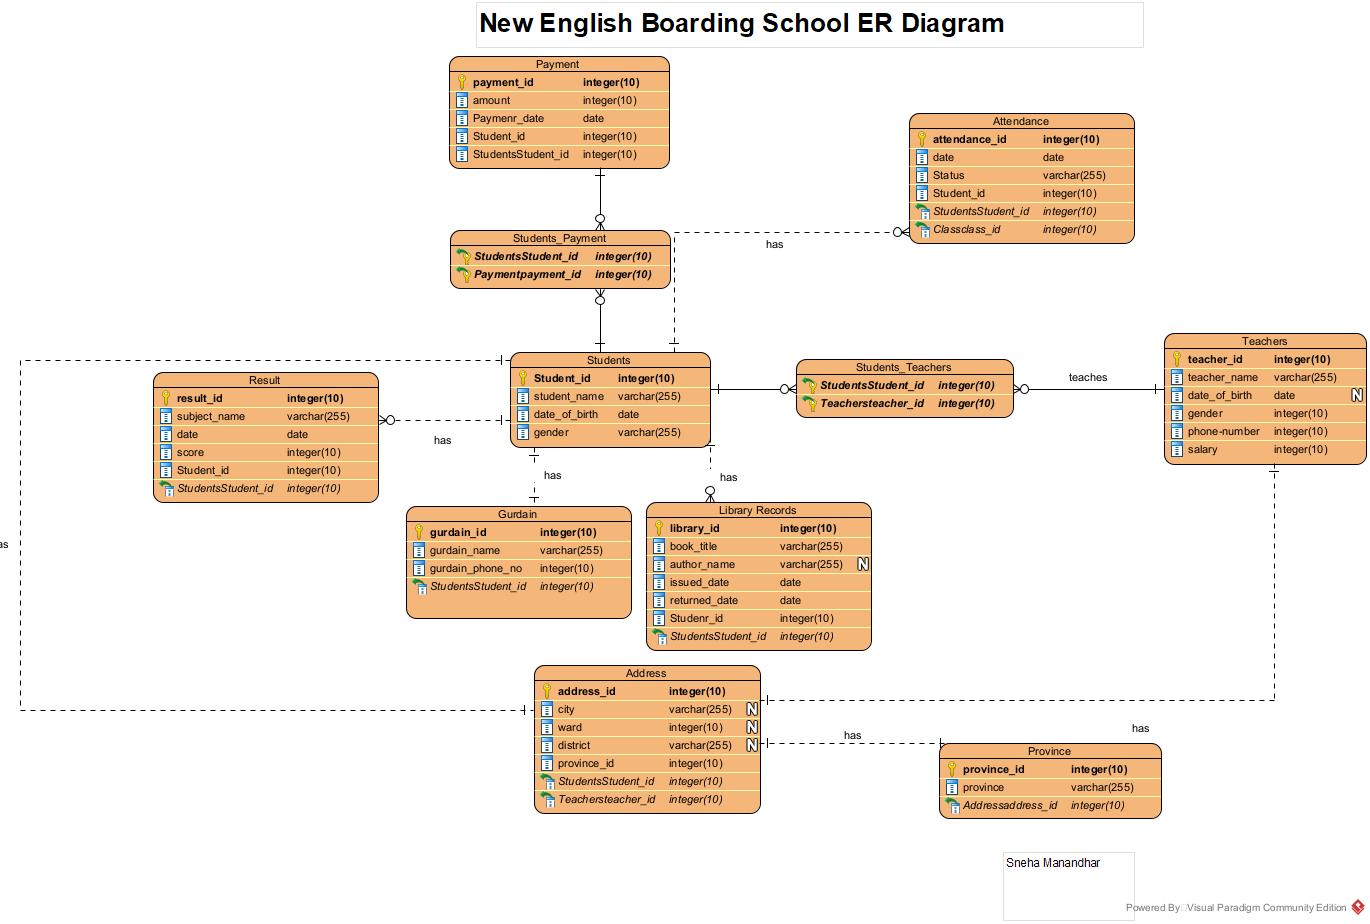 New English Boarding School ER Diagram
Payment
payment_id integer(10)
amount integer(10)
Paymenr_date date
Student_id integer(10)
StudentsStudent_id integer(10)
Attendance
attendance_id integer(10)
date date
Status varchar(255)
Student_id integer(10)
StudentsStudent_id integer(10)
Classclass_id integer(10)
Students_Payment
StudentsStudent_id integer(10)
Paymentpayment_id integer(10)
has
Students
Student_id integer(10)
student_name varchar(255)
date_of_birth date
gender varchar(255)
Students_Teachers
StudentsStudent_id integer(10)
Teachersteacher_id integer(10)
teaches
Teachers
teacher_id integer(10)
teacher_name varchar(255)
date_of_birth date N
gender integer(10)
phone-number integer(10)
salary integer(10)
Result
result_id integer(10)
subject_name varchar(255)
date date
score integer(10)
Student_id integer(10)
StudentsStudent_id integer(10)
has
has
has
as
Gurdain
gurdain_id integer(10)
gurdain_name varchar(255)
gurdain_phone_no integer(10)
StudentsStudent_id integer(10)
Library Records
library_id integer(10)
book_title varchar(255)
author_name varchar(255) N
issued_date date
returned_date date
Studenr_id integer(10)
StudentsStudent_id integer(10)
Address
address_id integer(10)
city varchar(255) N
ward integer(10) N
district varchar(255) N
province_id integer(10)
StudentsStudent_id integer(10)
Teachersteacher_id integer(10)
has
has
Province
province_id integer(10)
province varchar(255)
Addressaddress_id integer(10)
Sneha Manandhar
Powered By Visual Paradigm Community Edition